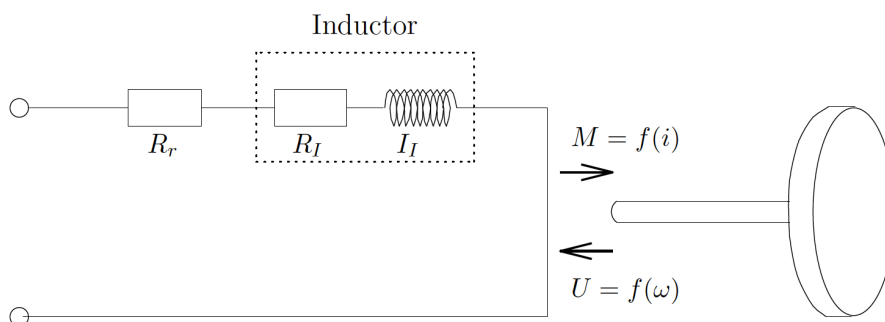 Inductor
R_r
R_I
I_I
M = f(i)
U = f(ω)